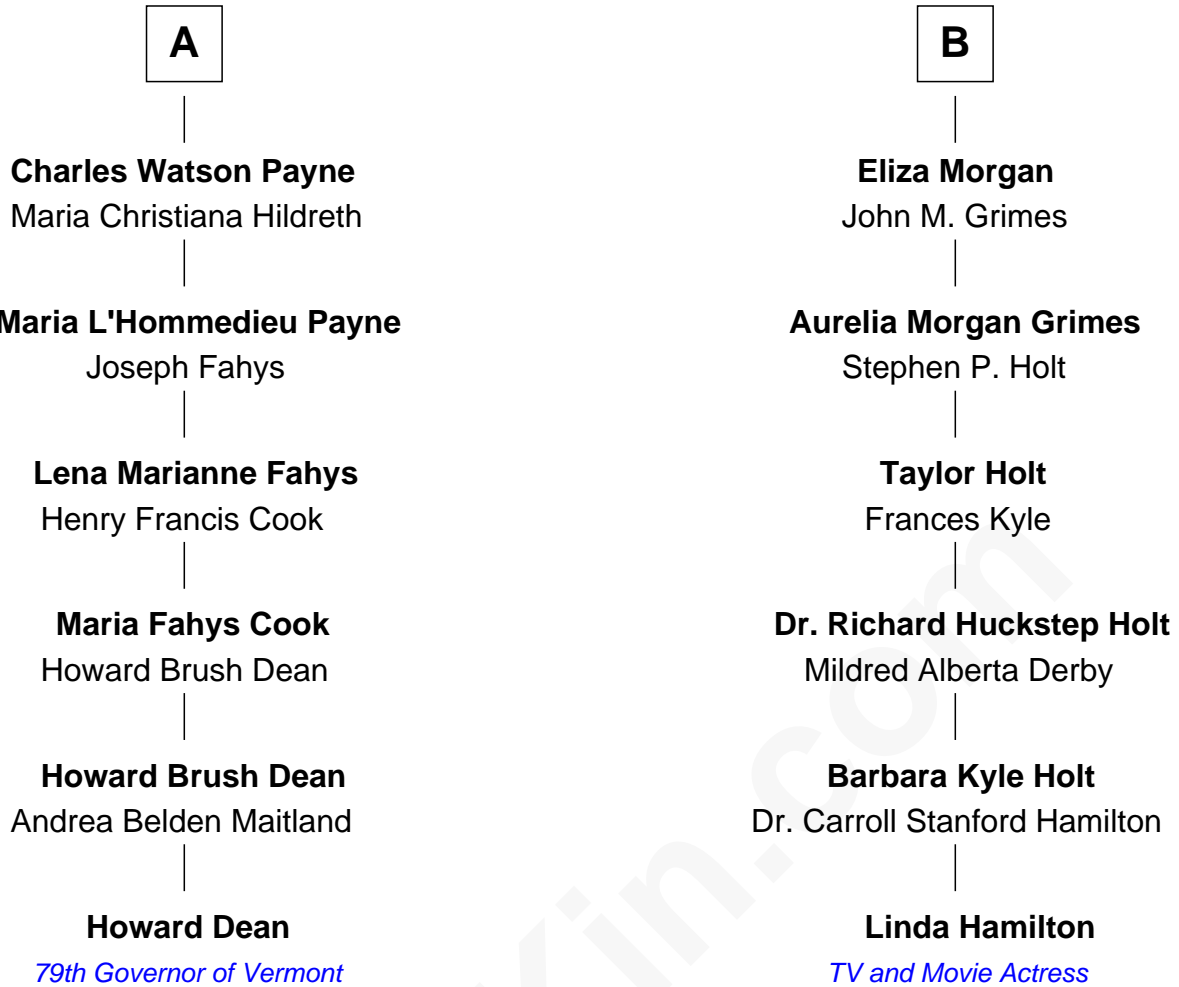 A
Charles Watson Payne
Maria Christiana Hildreth
Maria L'Hommedieu Payne
Joseph Fahys
Lena Marianne Fahys
Henry Francis Cook
Maria Fahys Cook
Howard Brush Dean
Howard Brush Dean
Andrea Belden Maitland
Howard Dean
79th Governor of Vermont
B
Eliza Morgan
John M. Grimes
Aurelia Morgan Grimes
Stephen P. Holt
Taylor Holt
Frances Kyle
Dr. Richard Huckstep Holt
Mildred Alberta Derby
Barbara Kyle Holt
Dr. Carroll Stanford Hamilton
Linda Hamilton
TV and Movie Actress
Kin.com